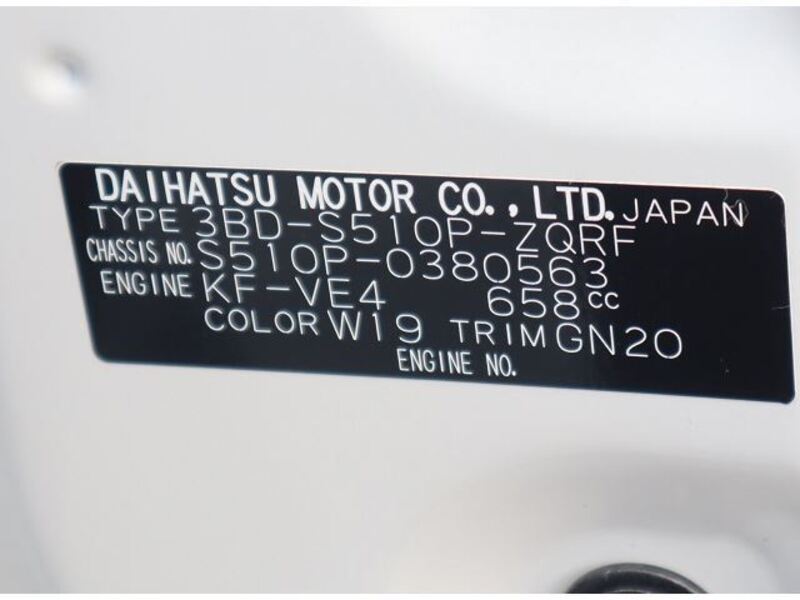 DAIHATSU MOTOR CO., LTD. JAPAN
TYPE 3BD-S510P-ZQRF
CHASSIS NO. S510P-0380563
ENGINE KF-VE4 658cc
COLOR W19 TRIM GN20
ENGINE NO.